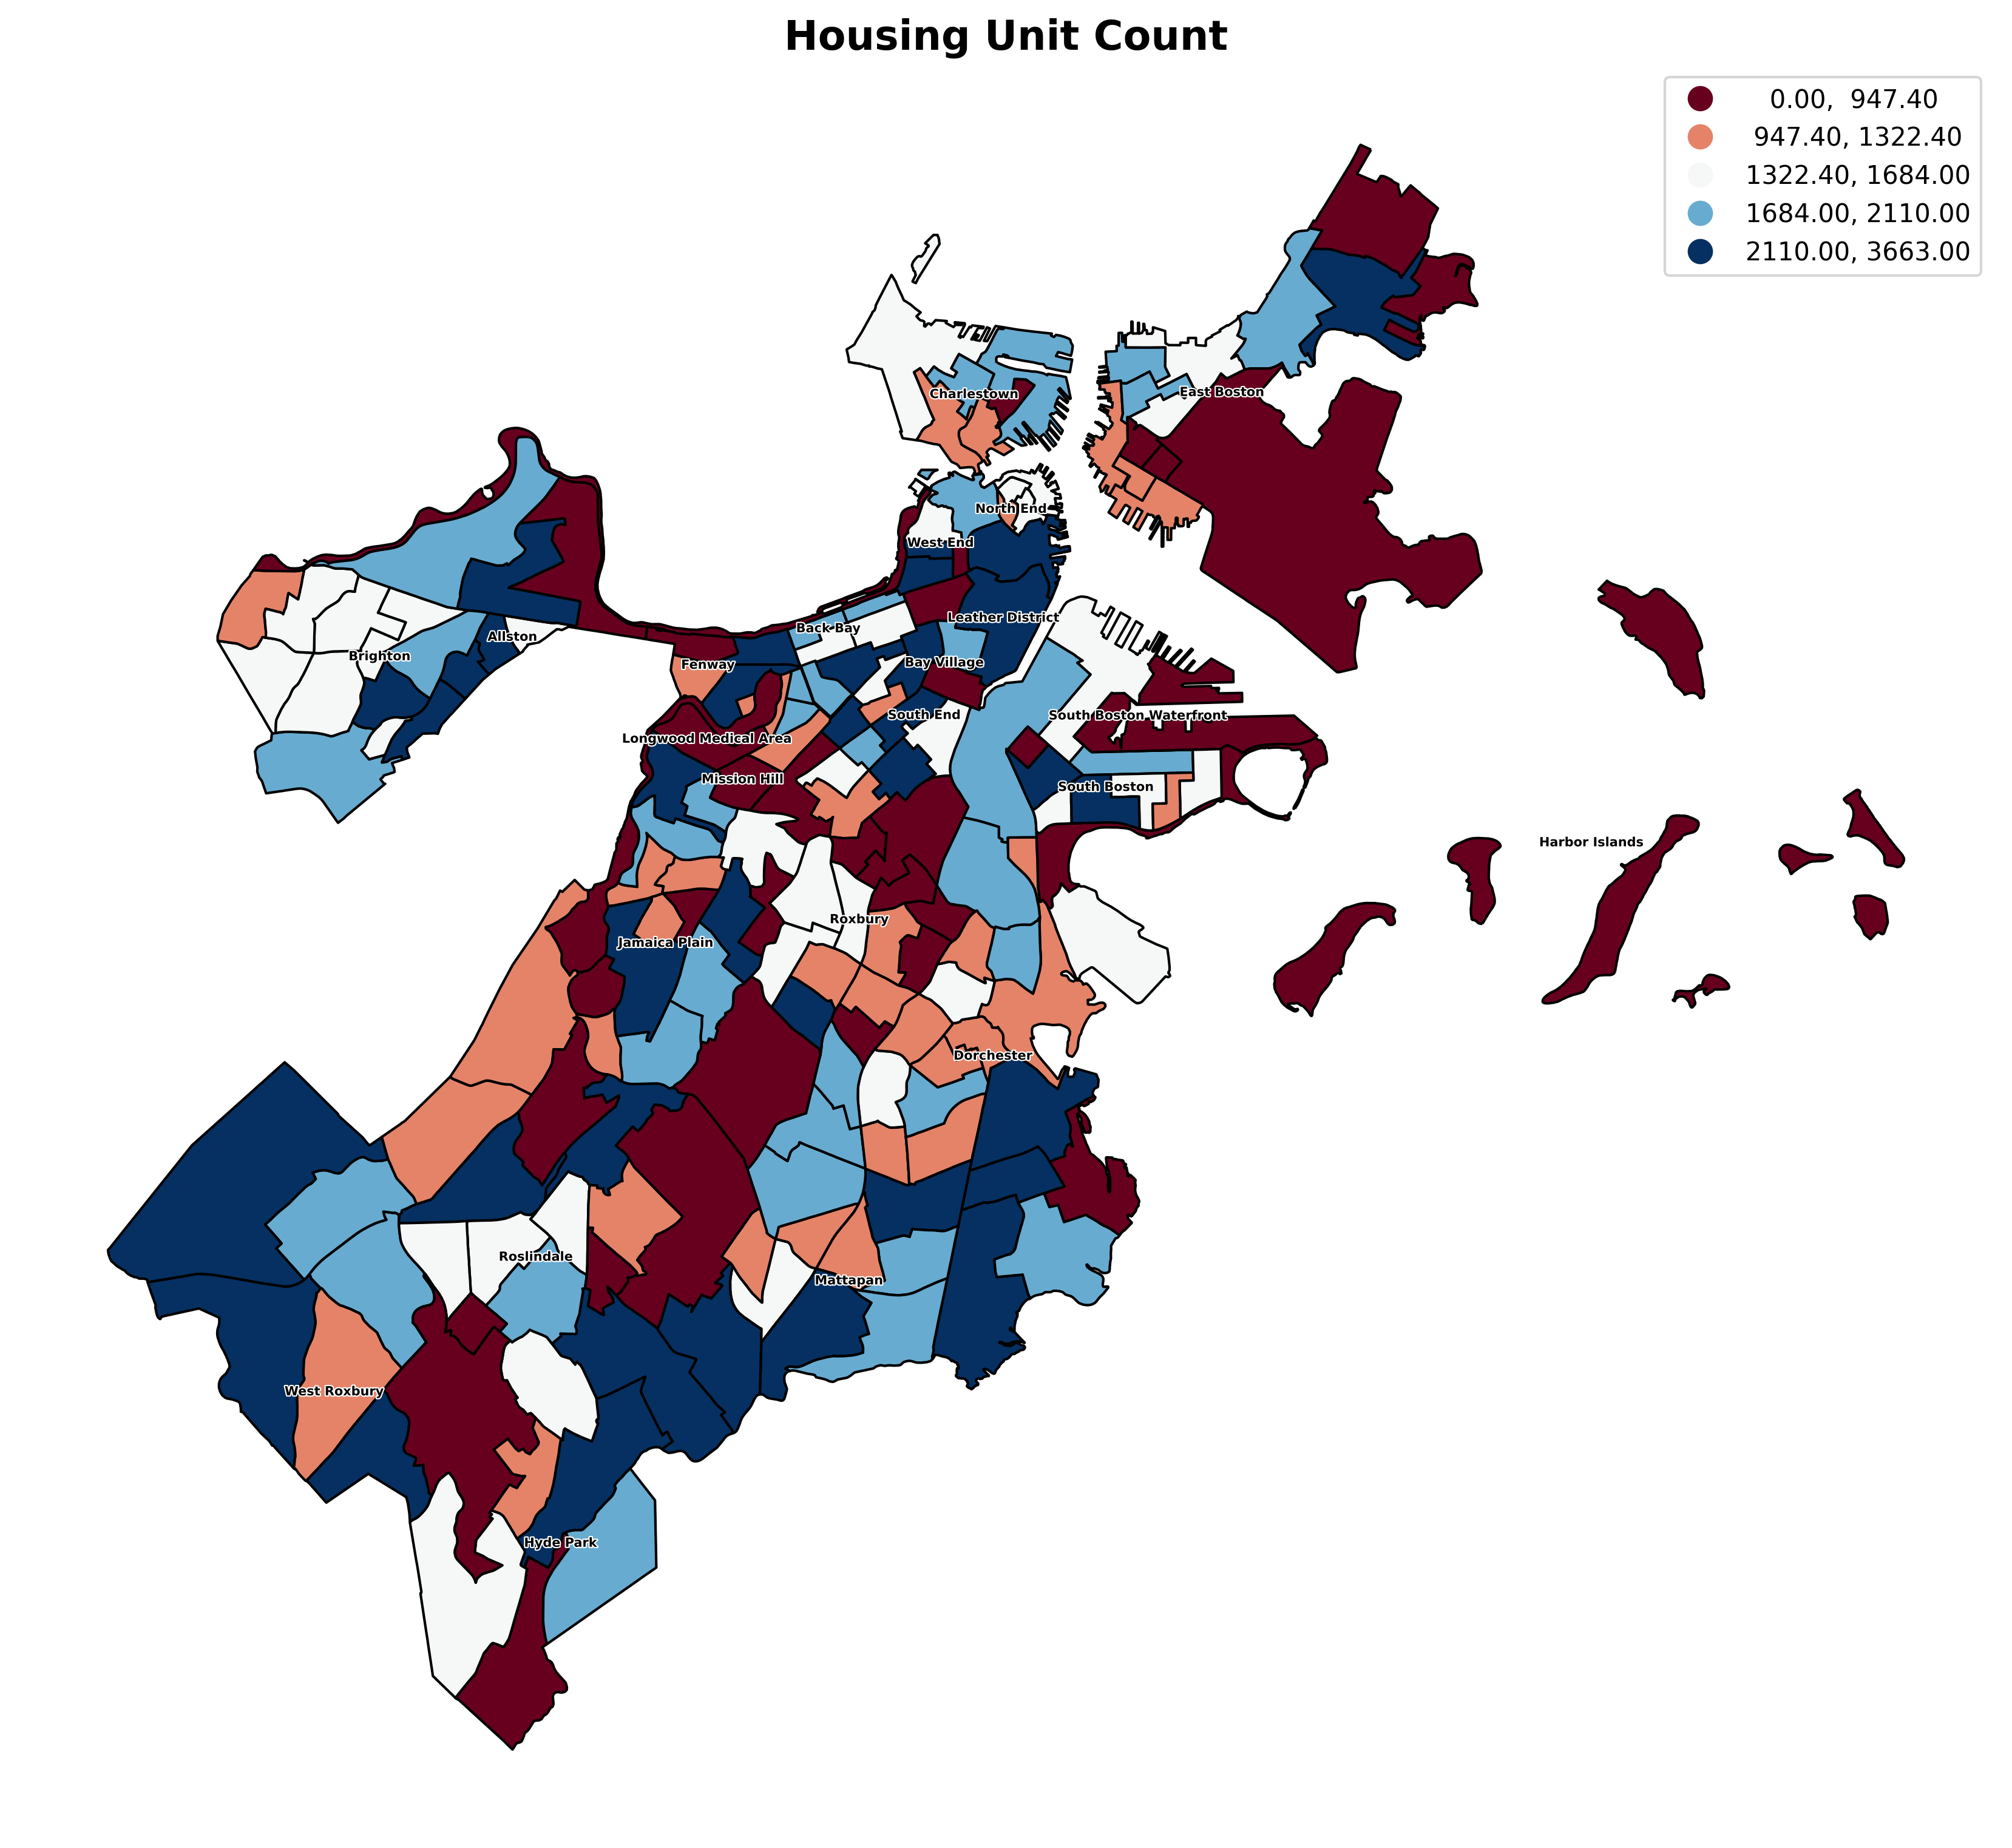 Housing Unit Count
0.00,  947.40
947.40, 1322.40
1322.40, 1684.00
1684.00, 2110.00
2110.00, 3663.00
Charlestown
East Boston
North End
West End
Leather District
Back Bay
Allston
Brighton
Fenway
Bay Village
South End
South Boston Waterfront
Longwood Medical Area
Mission Hill
South Boston
Harbor Islands
Roxbury
Jamaica Plain
Dorchester
Roslindale
Mattapan
West Roxbury
Hyde Park